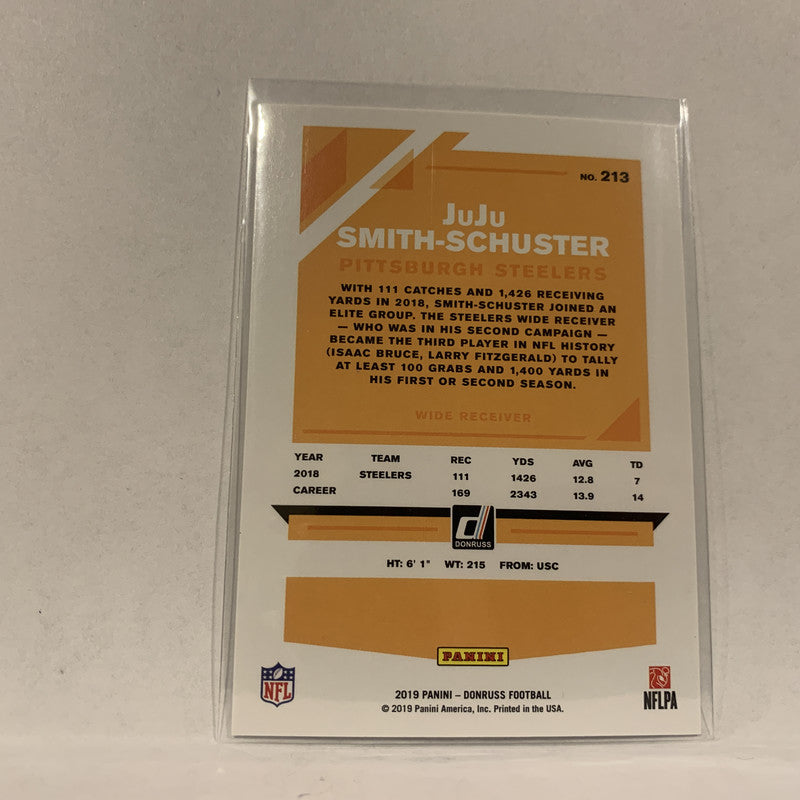 NO. 213
JuJu
SMITH-SCHUSTER
PITTSBURGH STEELERS
WITH 111 CATCHES AND 1,426 RECEIVING
YARDS IN 2018, SMITH-SCHUSTER JOINED AN
ELITE GROUP. THE STEELERS WIDE RECEIVER
— WHO WAS IN HIS SECOND CAMPAIGN —
BECAME THE THIRD PLAYER IN NFL HISTORY
(ISAAC BRUCE, LARRY FITZGERALD) TO TALLY
AT LEAST 100 GRABS AND 1,400 YARDS IN
HIS FIRST OR SECOND SEASON.
WIDE RECEIVER
YEAR TEAM REC YDS AVG TD
2018 STEELERS 111 1426 12.8 7
CAREER 169 2343 13.9 14
d
DONRUSS
HT: 6' 1" WT: 215 FROM: USC
PANINI
NFL
2019 PANINI – DONRUSS FOOTBALL
© 2019 Panini America, Inc. Printed in the USA.
NFLPA